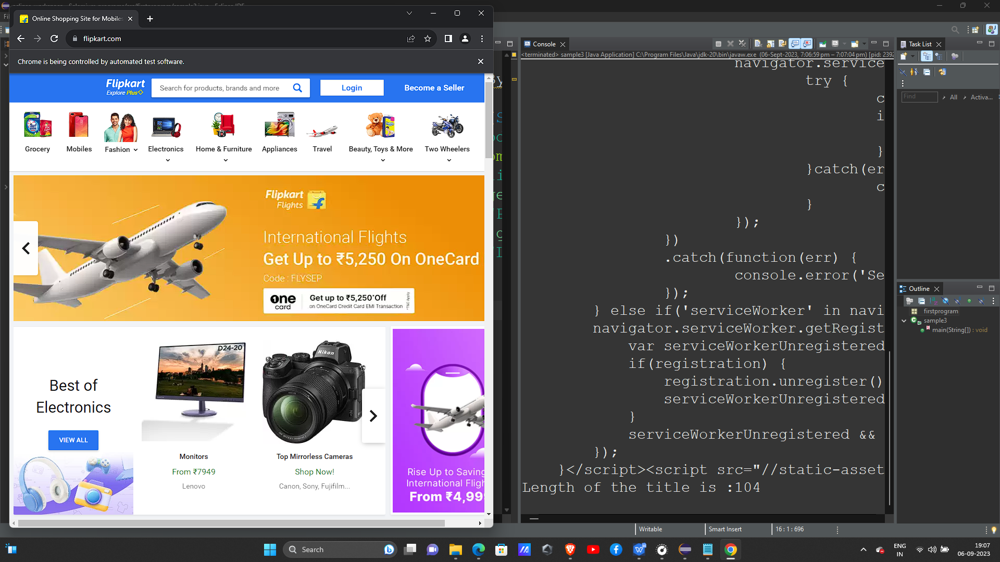 Online Shopping Site for Mobiles
flipkart.com
Chrome is being controlled by automated test software.
Flipkart
Explore Plus
Search for products, brands and more
Login
Become a Seller
Grocery
Mobiles
Fashion
Electronics
Home & Furniture
Appliances
Travel
Beauty, Toys & More
Two Wheelers
Flipkart
Flights
International Flights
Get Up to ₹5,250 On OneCard
Code : FLYSEP
one
card
Get up to ₹5,250*Off
on OneCard Credit Card EMI Transaction
*T&C Apply
Best of
Electronics
VIEW ALL
D24-20
Monitors
From ₹7949
Lenovo
Nikon
Top Mirrorless Cameras
Shop Now!
Canon, Sony, Fujifilm...
Rise Up to Saving
International Fligh
From ₹4,999
Console
<terminated> sample3 [Java Application] C:\Program Files\Java\jdk-20\bin\javaw.exe (06-Sept-2023, 7:06:59 pm – 7:07:04 pm) [pid: 2392
navigator.service
try {
c
i
}
}catch(er
c
}
});
})
.catch(function(err) {
console.error('Se
});
} else if('serviceWorker' in navi
navigator.serviceWorker.getRegist
var serviceWorkerUnregistered
if(registration) {
registration.unregister()
serviceWorkerUnregistered
}
serviceWorkerUnregistered &&
});
}</script><script src="//static-asset
Length of the title is :104
Task List
Find
All
Activa...
Outline
firstprogram
sample3
main(String[]) : void
Writable
Smart Insert
16 : 1 : 696
Search
ENG
IN
19:07
06-09-2023